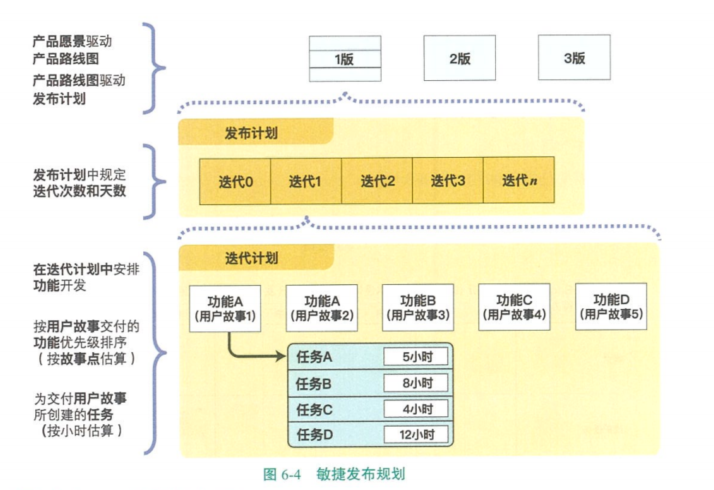 产品愿景驱动
产品路线图
产品路线图驱动
发布计划
1版
2版
3版
发布计划
发布计划中规定
迭代次数和天数
迭代0
迭代1
迭代2
迭代3
迭代n
迭代计划
在迭代计划中安排
功能开发
按用户故事交付的
功能优先级排序
(按故事点估算)
为交付用户故事
所创建的任务
(按小时估算)
功能A
(用户故事1)
功能A
(用户故事2)
功能B
(用户故事3)
功能C
(用户故事4)
功能D
(用户故事5)
任务A
5小时
任务B
8小时
任务C
4小时
任务D
12小时
图 6-4 敏捷发布规划